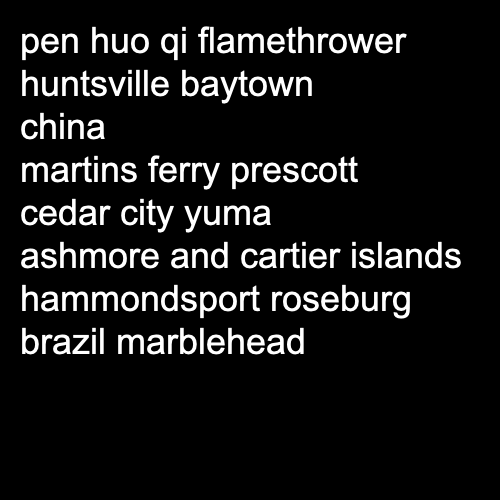 pen huo qi flamethrower
huntsville baytown
china
martins ferry prescott
cedar city yuma
ashmore and cartier islands
hammondsport roseburg
brazil marblehead